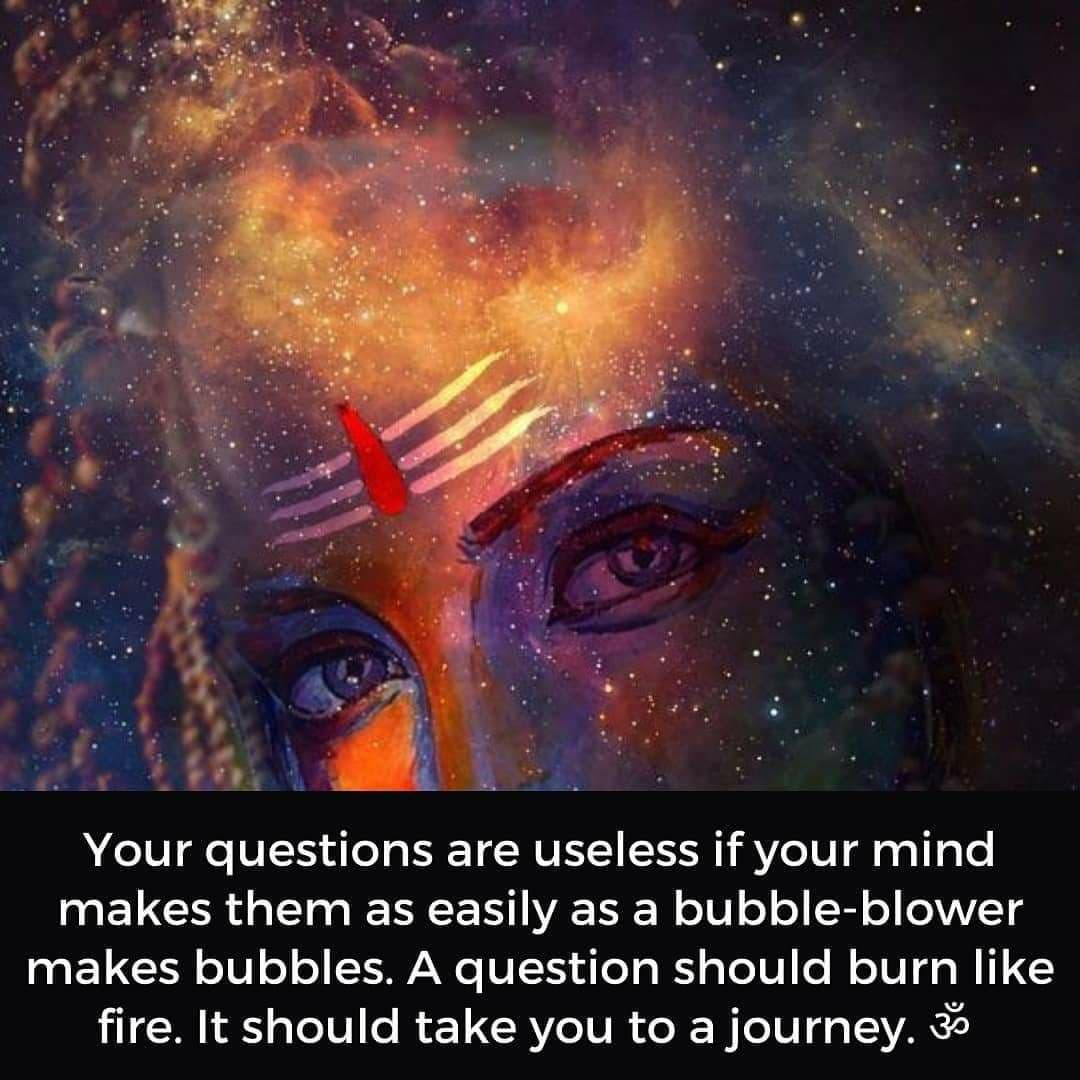 Your questions are useless if your mind
makes them as easily as a bubble-blower
makes bubbles. A question should burn like
fire. It should take you to a journey. ॐ